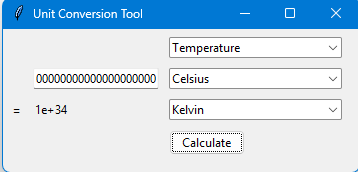 Unit Conversion Tool
Temperature
00000000000000000000
Celsius
= 1e+34
Kelvin
Calculate